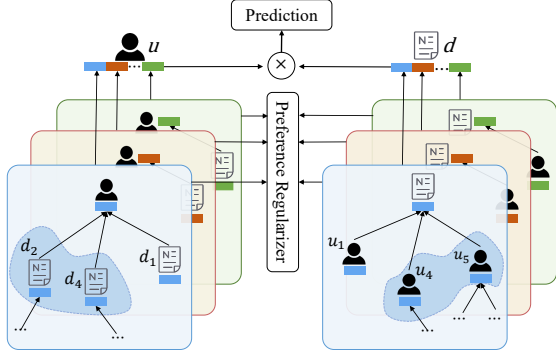 Prediction
u
d
...
×
...
Preference Regularizer
d₂
d₄
d₁
...
...
u₁
u₄
u₅
...
...
...